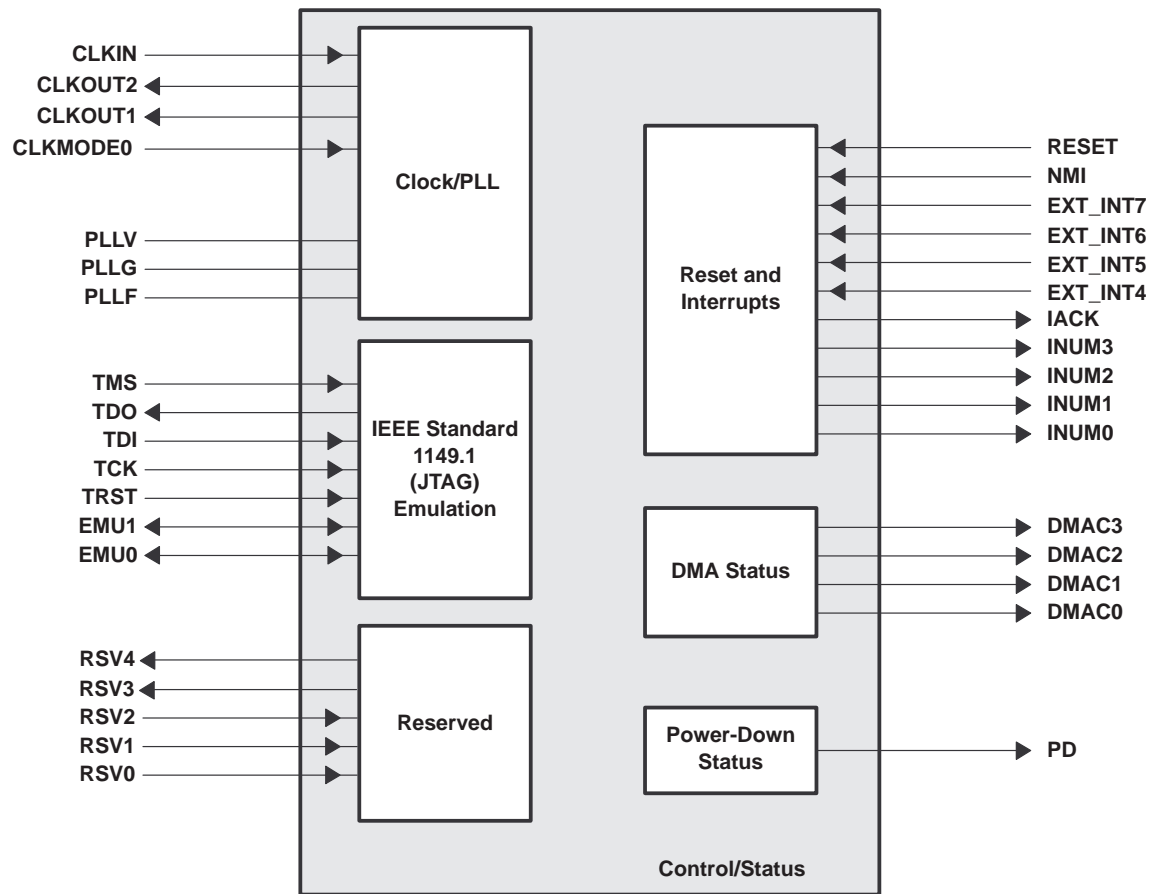 CLKIN
CLKOUT2
CLKOUT1
CLKMODE0
PLLV
PLLG
PLLF
Clock/PLL
TMS
TDO
TDI
TCK
TRST
EMU1
EMU0
IEEE Standard
1149.1
(JTAG)
Emulation
RSV4
RSV3
RSV2
RSV1
RSV0
Reserved
Reset and
Interrupts
RESET
NMI
EXT_INT7
EXT_INT6
EXT_INT5
EXT_INT4
IACK
INUM3
INUM2
INUM1
INUM0
DMA Status
DMAC3
DMAC2
DMAC1
DMAC0
Power-Down
Status
PD
Control/Status